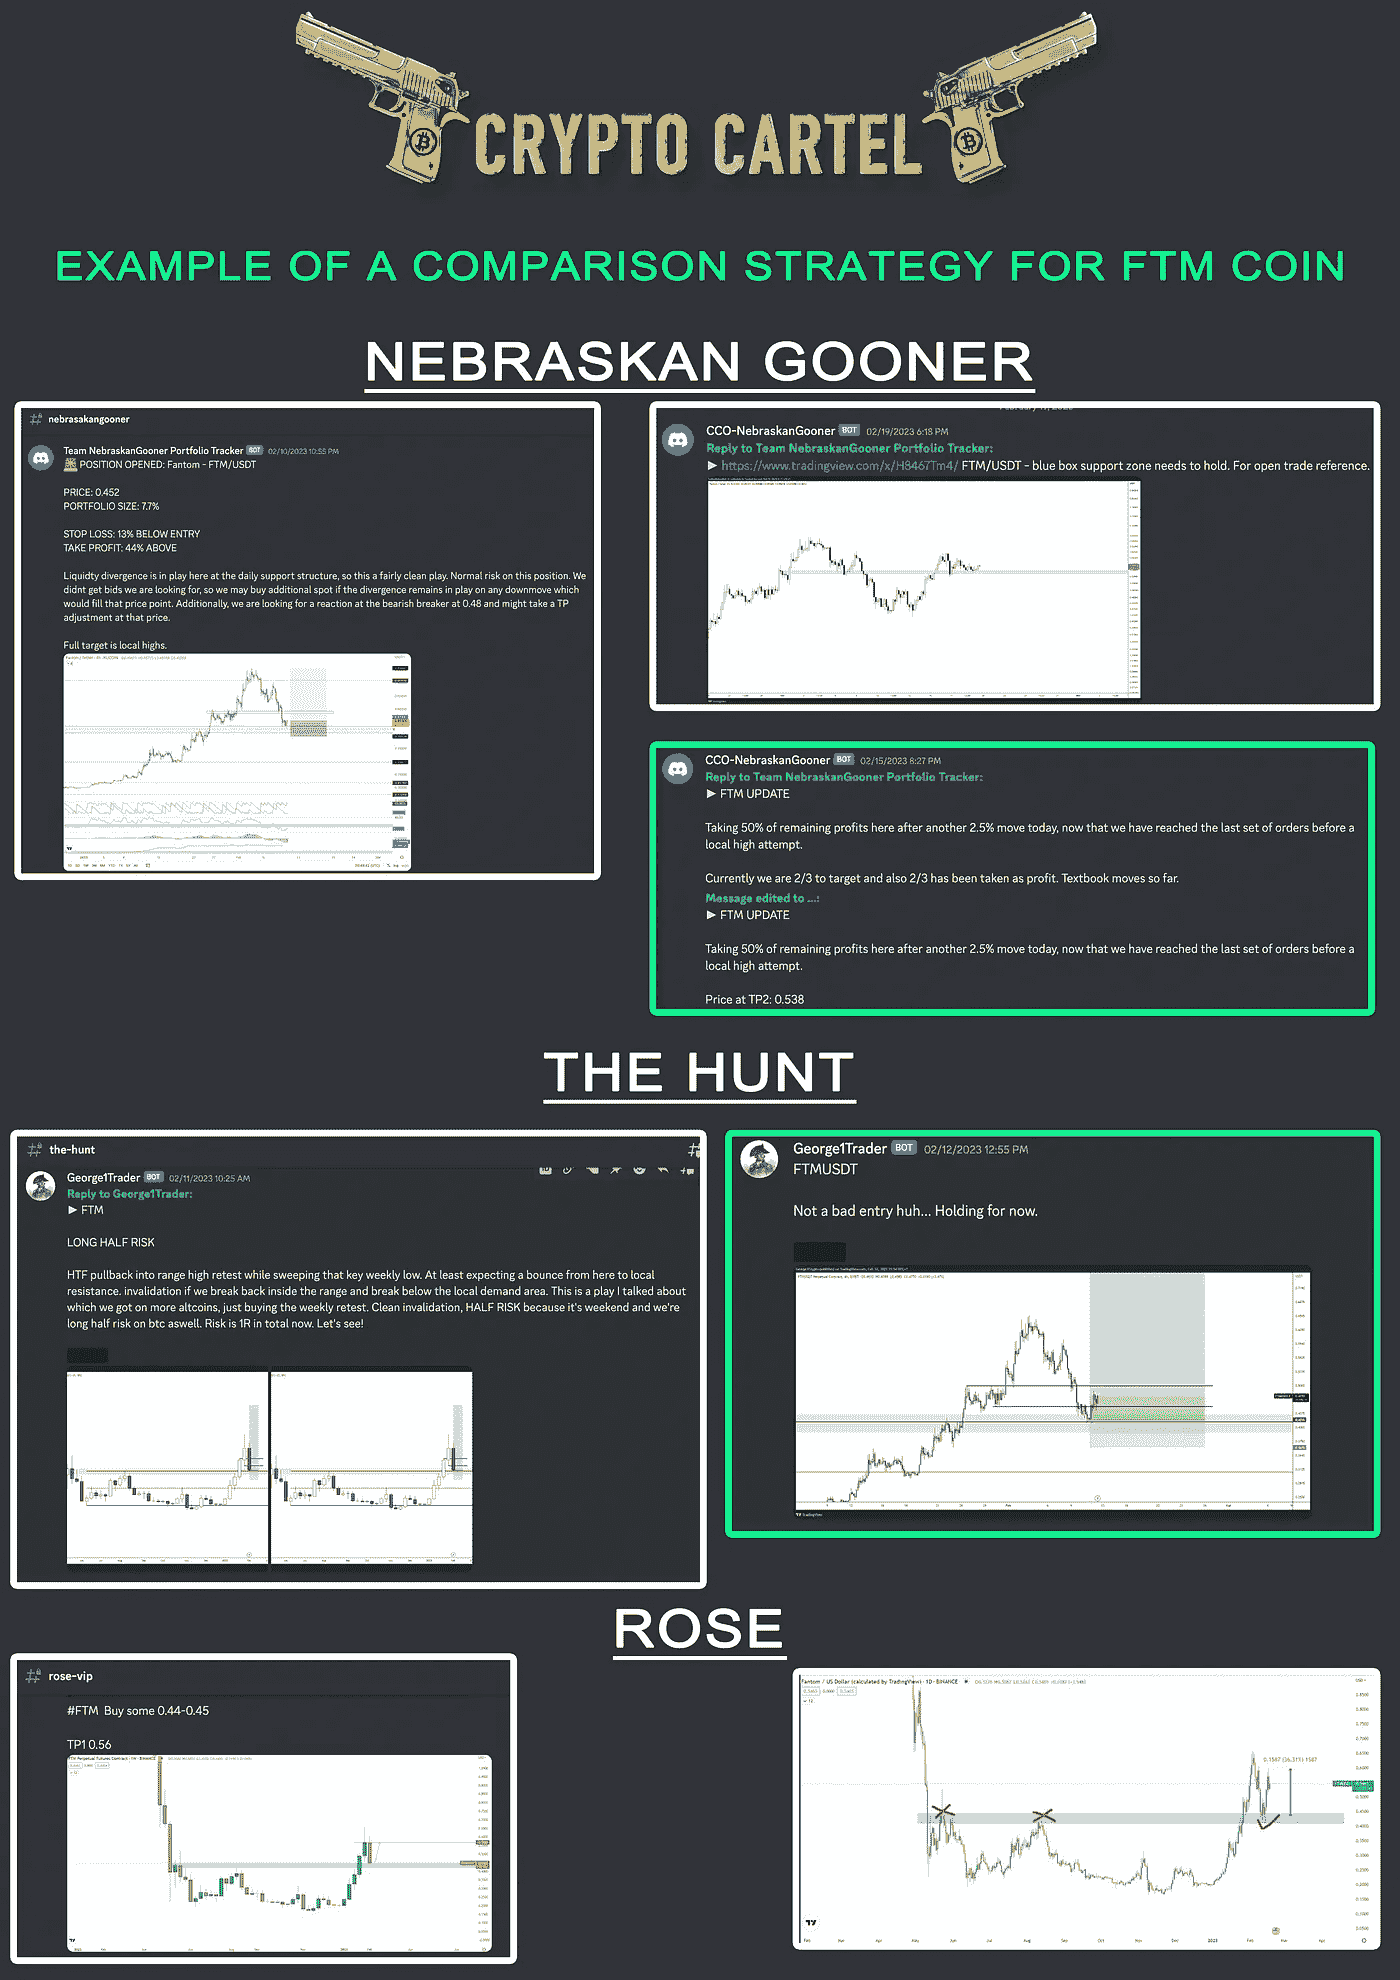 CRYPTO CARTEL
EXAMPLE OF A COMPARISON STRATEGY FOR FTM COIN
NEBRASKAN GOONER
nebrasakangooner
Team NebraskanGooner Portfolio Tracker BOT 02/10/2023 10:55 PM
POSITION OPENED: Fantom - FTM/USDT
PRICE: 0.452
PORTFOLIO SIZE: 7.7%
STOP LOSS: 13% BELOW ENTRY
TAKE PROFIT: 44% ABOVE
Liquidty divergence is in play here at the daily support structure, so this a fairly clean play. Normal risk on this position. We
didnt get bids we are looking for, so we may buy additional spot if the divergence remains in play on any downmove which
would fill that price point. Additionally, we are looking for a reaction at the bearish breaker at 0.48 and might take a TP
adjustment at that price.
Full target is local highs.
CCO-NebraskanGooner BOT 02/19/2023 6:18 PM
Reply to Team NebraskanGooner Portfolio Tracker:
▶ https://www.tradingview.com/x/H8467Tm4/ FTM/USDT - blue box support zone needs to hold. For open trade reference.
CCO-NebraskanGooner BOT 02/15/2023 8:27 PM
Reply to Team NebraskanGooner Portfolio Tracker:
▶ FTM UPDATE
Taking 50% of remaining profits here after another 2.5% move today, now that we have reached the last set of orders before a
local high attempt.
Currently we are 2/3 to target and also 2/3 has been taken as profit. Textbook moves so far.
Message edited to ...:
▶ FTM UPDATE
Taking 50% of remaining profits here after another 2.5% move today, now that we have reached the last set of orders before a
local high attempt.
Price at TP2: 0.538
THE HUNT
the-hunt
George1Trader BOT 02/11/2023 10:25 AM
Reply to George1Trader:
▶ FTM
LONG HALF RISK
HTF pullback into range high retest while sweeping that key weekly low. At least expecting a bounce from here to local
resistance. invalidation if we break back inside the range and break below the local demand area. This is a play I talked about
which we got on more altcoins, just buying the weekly retest. Clean invalidation, HALF RISK because it's weekend and we're
long half risk on btc aswell. Risk is 1R in total now. Let's see!
George1Trader BOT 02/12/2023 12:55 PM
FTMUSDT
Not a bad entry huh... Holding for now.
TradingView
ROSE
rose-vip
#FTM Buy some 0.44-0.45
TP1 0.56
Fantom / US Dollar (calculated by TradingView) · 1D · BINANCE